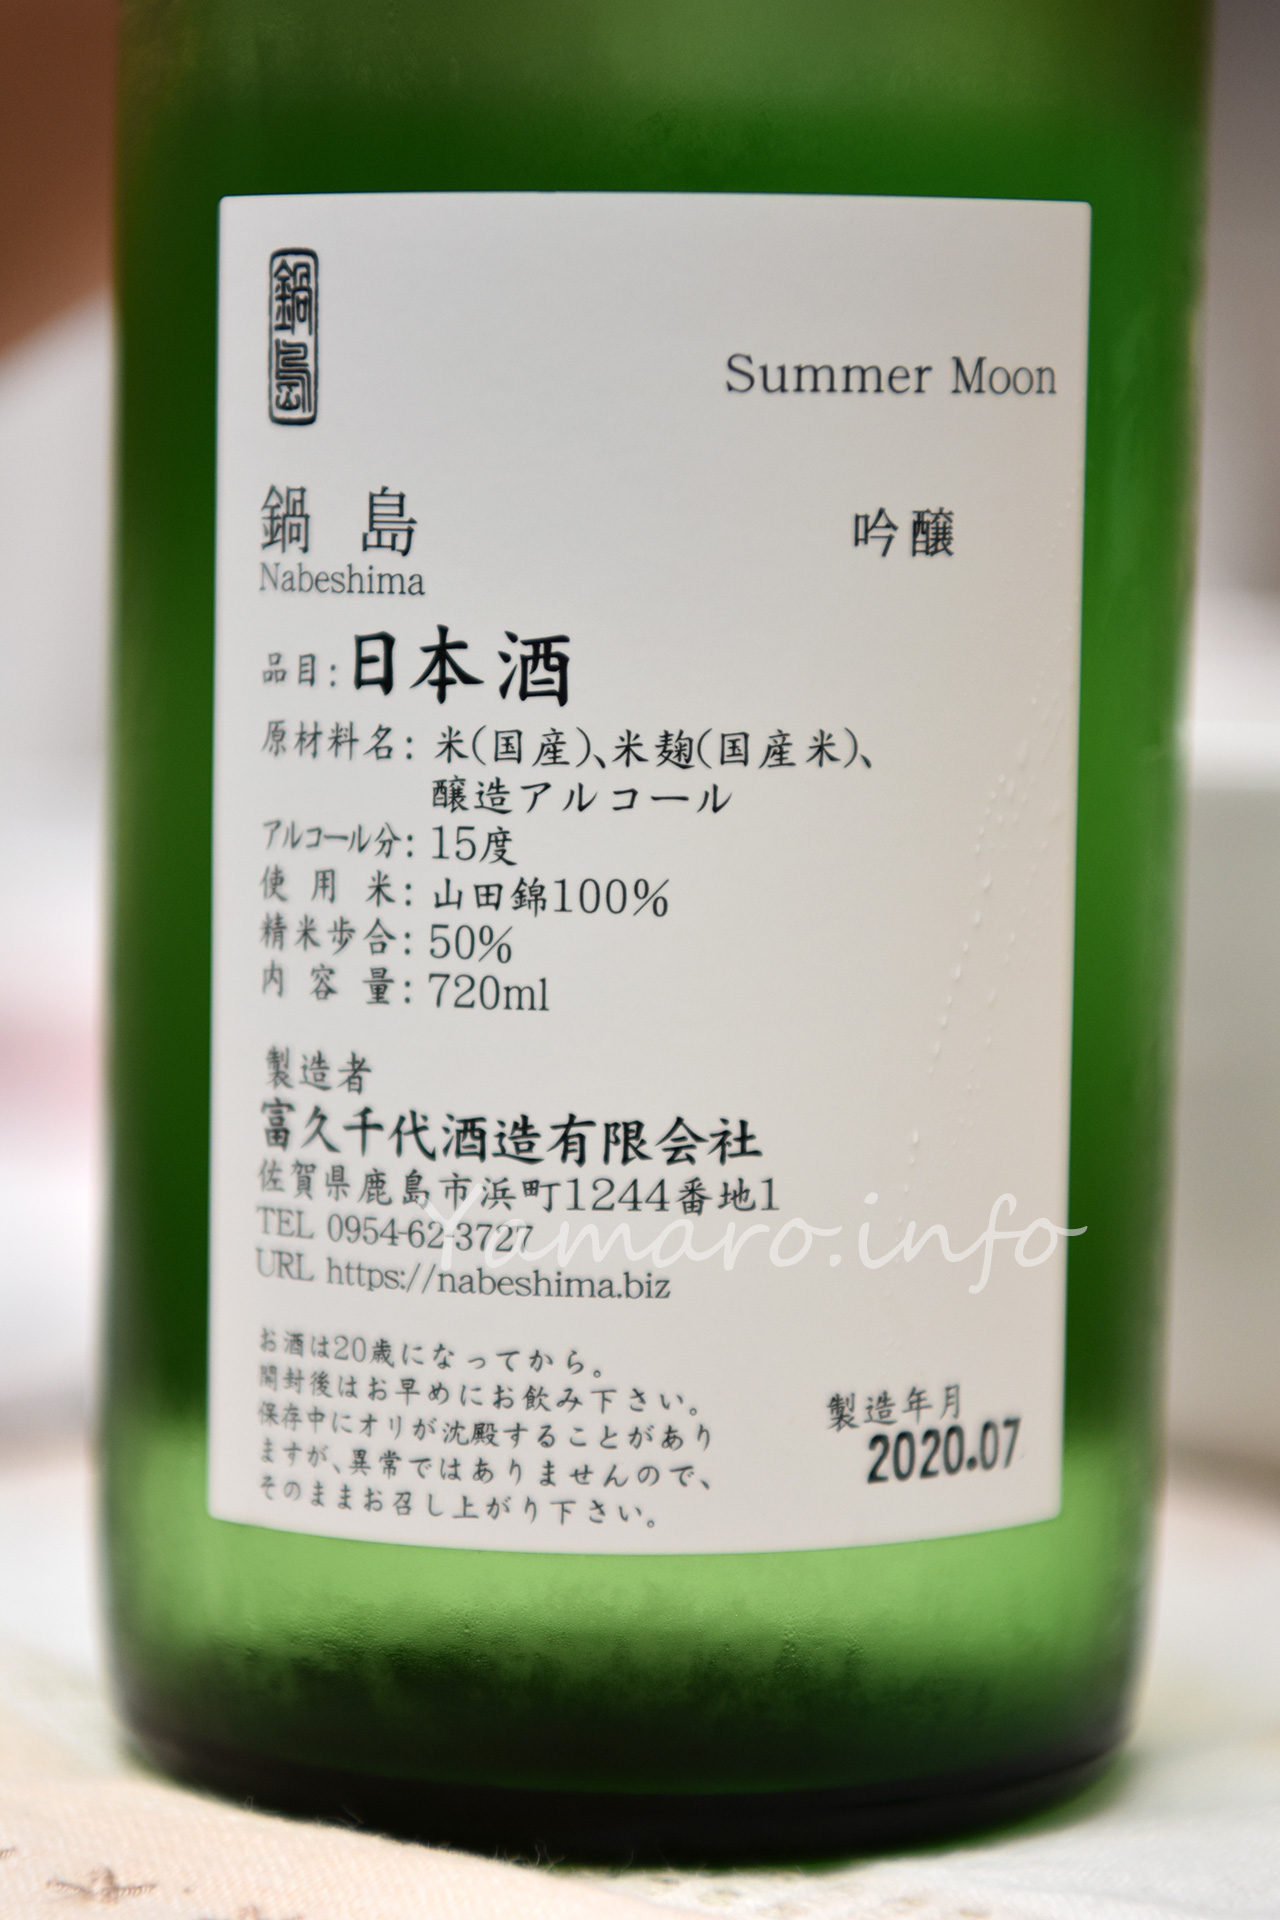 鍋島
Summer Moon
鍋島
吟醸
Nabeshima
品目: 日本酒
原材料名: 米(国産)、米麹(国産米)、
醸造アルコール
アルコール分: 15度
使用米: 山田錦100%
精米歩合: 50%
内容量: 720ml
製造者
富久千代酒造有限会社
佐賀県鹿島市浜町1244番地1
TEL 0954-62-3727
URL https://nabeshima.biz
Yamaro.info
お酒は20歳になってから。
開封後はお早めにお飲み下さい。
保存中にオリが沈殿することがあり
ますが、異常ではありませんので、
そのままお召し上がり下さい。
製造年月
2020.07